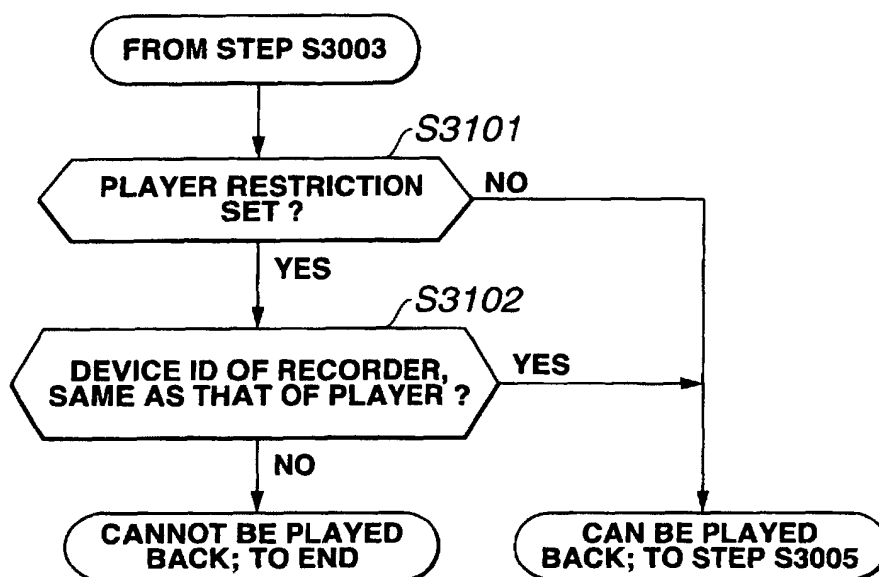 FROM STEP S3003
S3101
PLAYER RESTRICTION
SET ?
NO
YES
S3102
DEVICE ID OF RECORDER,
SAME AS THAT OF PLAYER ?
YES
NO
CANNOT BE PLAYED
BACK; TO END
CAN BE PLAYED
BACK; TO STEP S3005